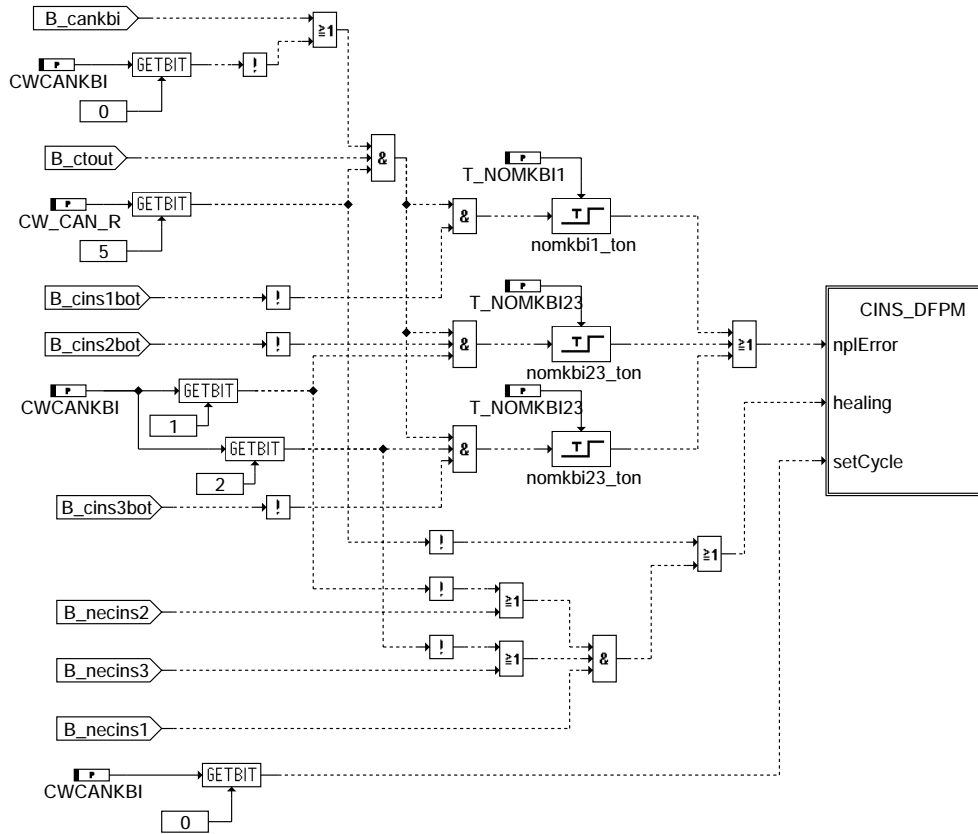 B_cankbi
≧1
P
GETBIT
!
CWCANKBI
0
B_ctout
&
P
T_NOMKBI1
P
GETBIT
CW_CAN_R
&
T
5
nomkbi1_ton
P
T_NOMKBI23
B_cins1bot
!
CINS_DFPM
B_cins2bot
!
&
T
≧1
nplError
nomkbi23_ton
P
GETBIT
P
CWCANKBI
T_NOMKBI23
healing
1
GETBIT
&
T
setCycle
2
nomkbi23_ton
B_cins3bot
!
!
≧1
!
≧1
B_necins2
!
≧1
&
B_necins3
B_necins1
P
GETBIT
CWCANKBI
0